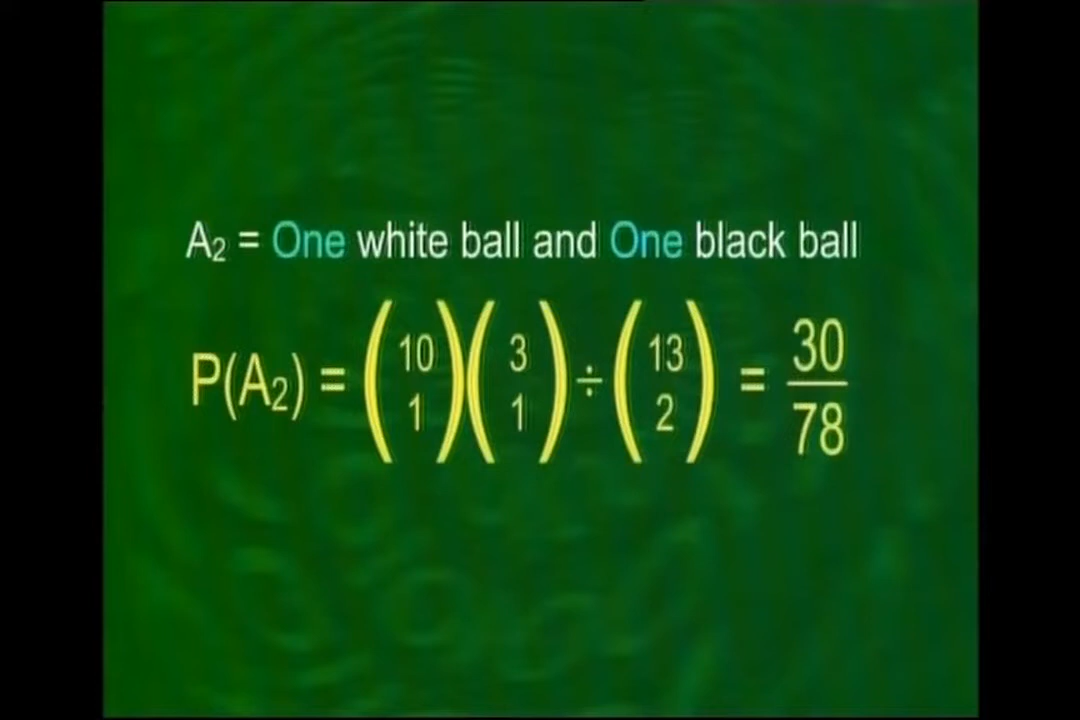 A₂ = One white ball and One black ball
P(A₂) = (10 1)(3 1) ÷ (13 2) = 30/78